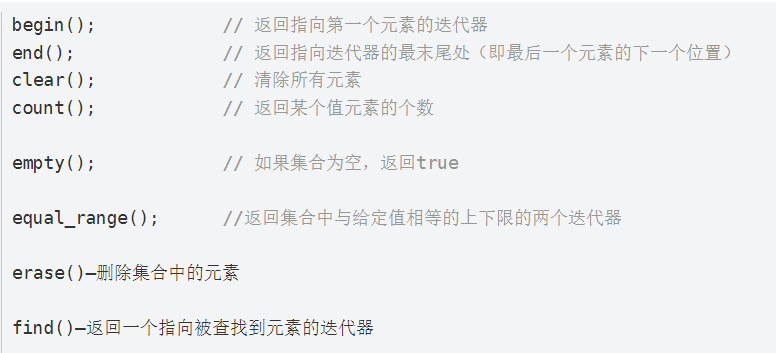 begin(); // 返回指向第一个元素的迭代器
end(); // 返回指向迭代器的最末尾处（即最后一个元素的下一个位置）
clear(); // 清除所有元素
count(); // 返回某个值元素的个数
empty(); // 如果集合为空，返回true
equal_range(); //返回集合中与给定值相等的上下限的两个迭代器
erase()–删除集合中的元素
find()–返回一个指向被查找到元素的迭代器